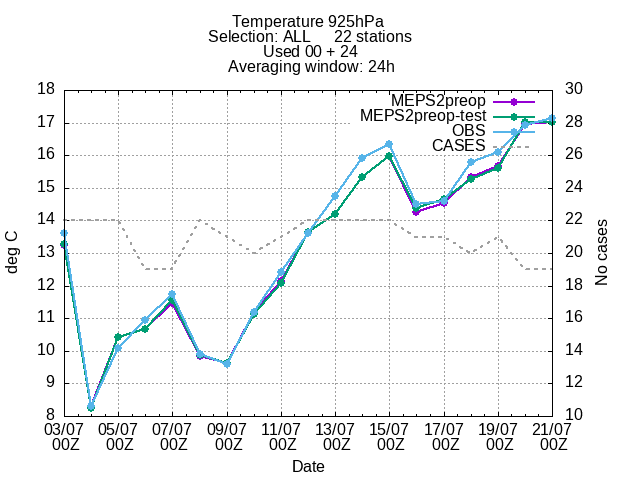 Temperature 925hPa
Selection: ALL 22 stations
Used 00 + 24
Averaging window: 24h
MEPS2preop
MEPS2preop-test
OBS
CASES
deg C
18
17
16
15
14
13
12
11
10
9
8
No cases
30
28
26
24
22
20
18
16
14
12
10
03/07 05/07 07/07 09/07 11/07 13/07 15/07 17/07 19/07 21/07
00Z 00Z 00Z 00Z 00Z 00Z 00Z 00Z 00Z 00Z
Date